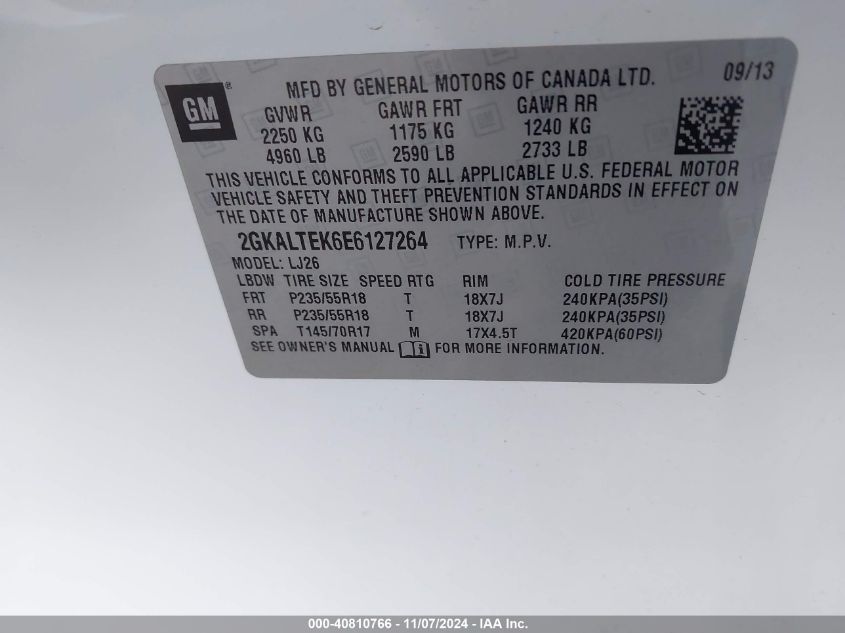 MFD BY GENERAL MOTORS OF CANADA LTD. 09/13
GM®
GVWR GAWR FRT GAWR RR
2250 KG 1175 KG 1240 KG
4960 LB 2590 LB 2733 LB
THIS VEHICLE CONFORMS TO ALL APPLICABLE U.S. FEDERAL MOTOR
VEHICLE SAFETY AND THEFT PREVENTION STANDARDS IN EFFECT ON
THE DATE OF MANUFACTURE SHOWN ABOVE.
2GKALTEK6E6127264 TYPE: M.P.V.
MODEL: LJ26
LBDW TIRE SIZE SPEED RTG RIM COLD TIRE PRESSURE
FRT P235/55R18 T 18X7J 240KPA(35PSI)
RR P235/55R18 T 18X7J 240KPA(35PSI)
SPA T145/70R17 M 17X4.5T 420KPA(60PSI)
SEE OWNER'S MANUAL FOR MORE INFORMATION.
000-40810766 - 11/07/2024 - IAA Inc.